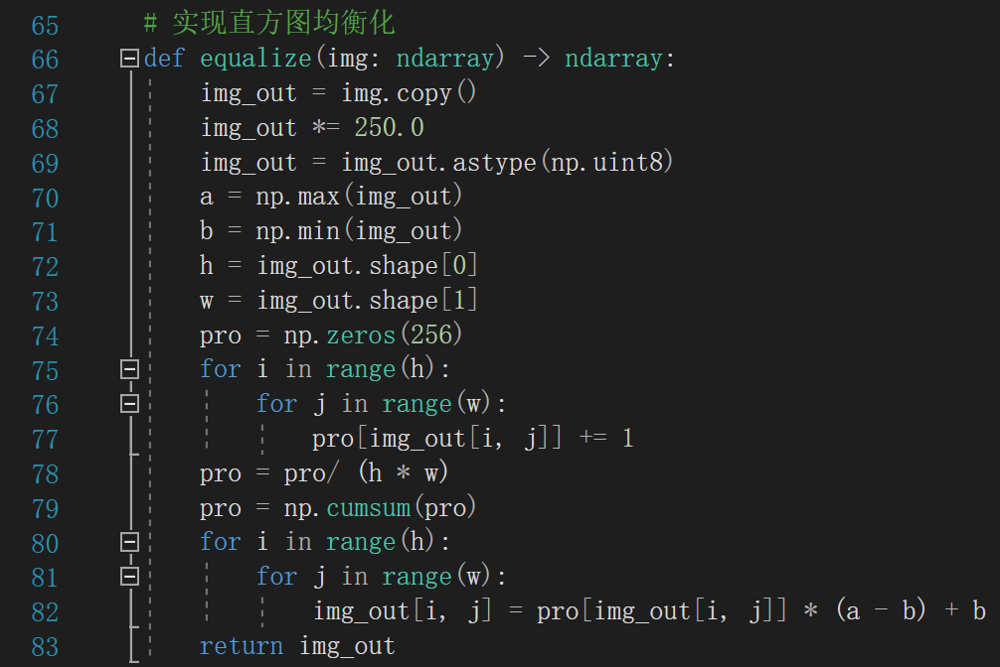 65 # 实现直方图均衡化
66 def equalize(img: ndarray) -> ndarray:
67 img_out = img.copy()
68 img_out *= 250.0
69 img_out = img_out.astype(np.uint8)
70 a = np.max(img_out)
71 b = np.min(img_out)
72 h = img_out.shape[0]
73 w = img_out.shape[1]
74 pro = np.zeros(256)
75 for i in range(h):
76 for j in range(w):
77 pro[img_out[i, j]] += 1
78 pro = pro/ (h * w)
79 pro = np.cumsum(pro)
80 for i in range(h):
81 for j in range(w):
82 img_out[i, j] = pro[img_out[i, j]] * (a - b) + b
83 return img_out